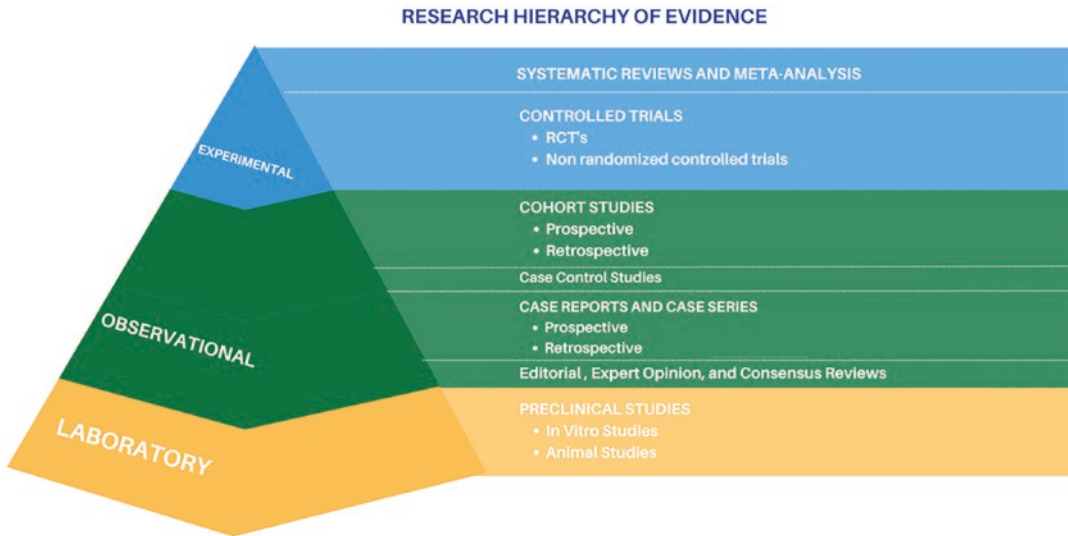 RESEARCH HIERARCHY OF EVIDENCE
SYSTEMATIC REVIEWS AND META-ANALYSIS
CONTROLLED TRIALS
• RCT's
• Non randomized controlled trials
EXPERIMENTAL
COHORT STUDIES
• Prospective
• Retrospective
Case Control Studies
CASE REPORTS AND CASE SERIES
• Prospective
• Retrospective
Editorial , Expert Opinion, and Consensus Reviews
OBSERVATIONAL
PRECLINICAL STUDIES
• In Vitro Studies
• Animal Studies
LABORATORY